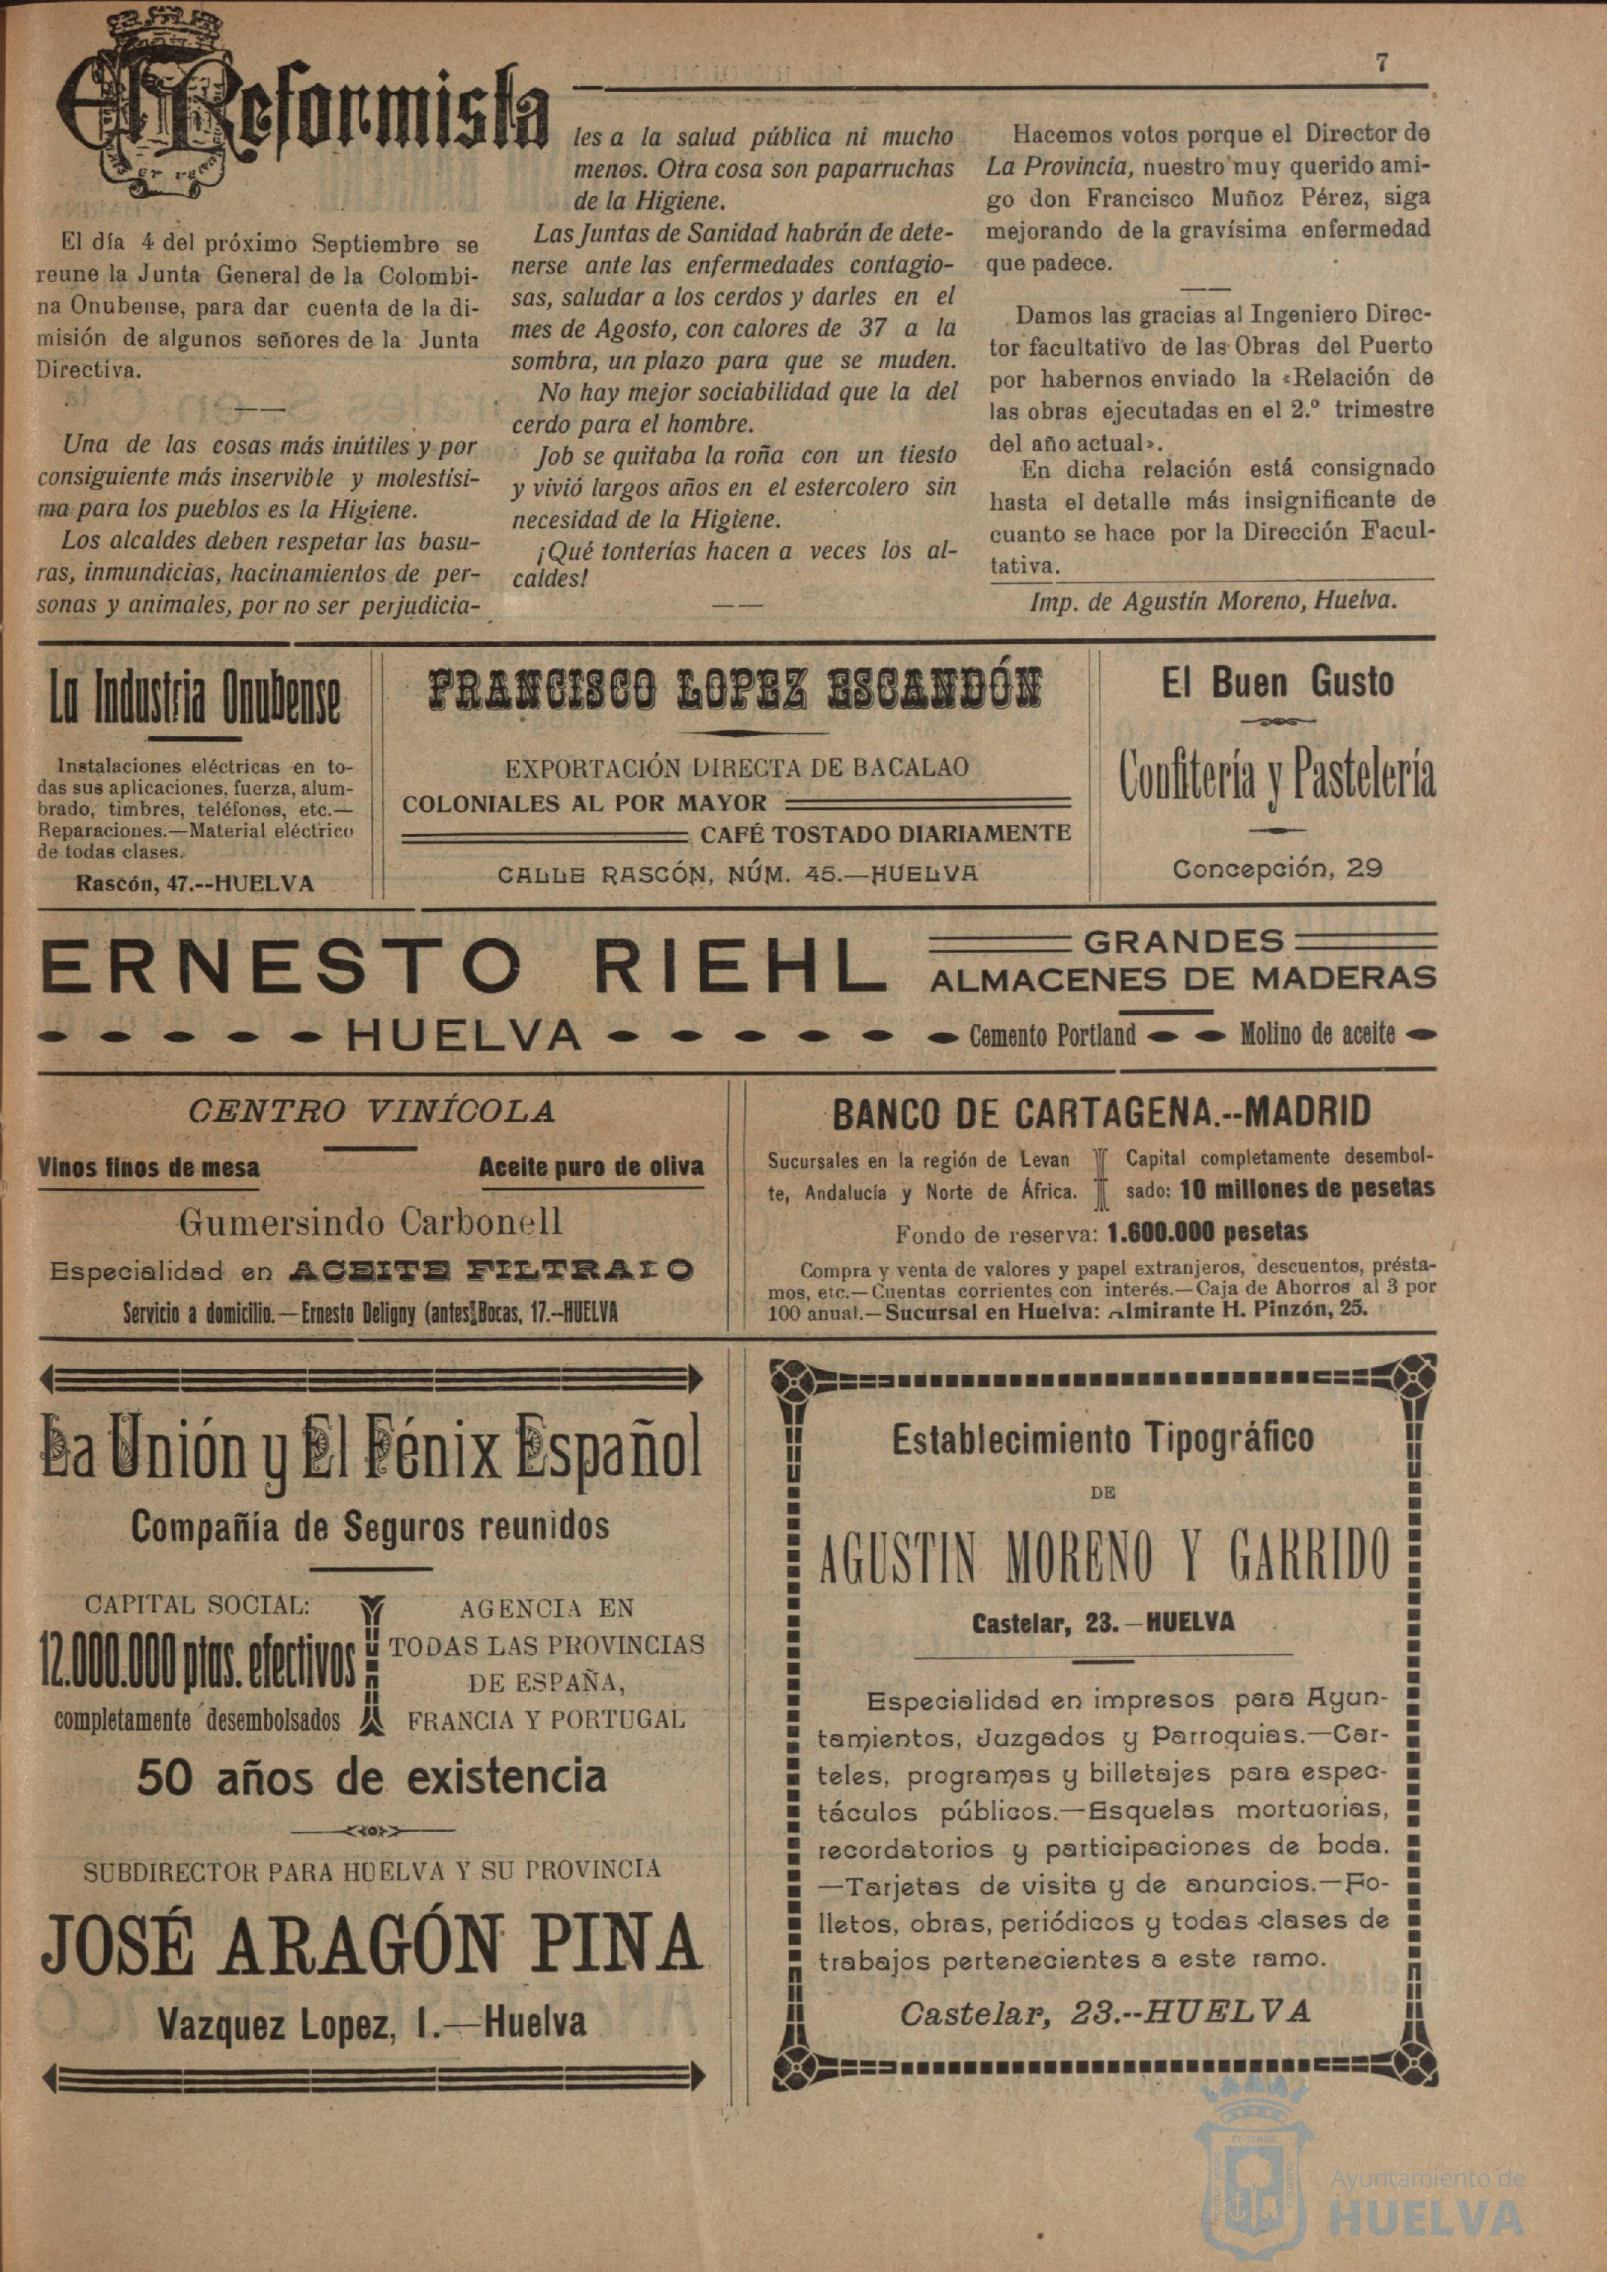 El Reformista
7
El día 4 del próximo Septiembre se
reune la Junta General de la Colombi-
na Onubense, para dar cuenta de la di-
misión de algunos señores de la Junta
Directiva.
Una de las cosas más inútiles y por
consiguiente más inservible y molestísi-
ma para los pueblos es la Higiene.
Los alcaldes deben respetar las basu-
ras, inmundicias, hacinamientos de per-
sonas y animales, por no ser perjudicia-
les a la salud pública ni mucho
menos. Otra cosa son paparruchas
de la Higiene.
Las Juntas de Sanidad habrán de dete-
nerse ante las enfermedades contagio-
sas, saludar a los cerdos y darles en el
mes de Agosto, con calores de 37 a la
sombra, un plazo para que se muden.
No hay mejor sociabilidad que la del
cerdo para el hombre.
Job se quitaba la roña con un tiesto
y vivió largos años en el estercolero sin
necesidad de la Higiene.
¡Qué tonterías hacen a veces los al-
caldes!
Hacemos votos porque el Director de
La Provincia, nuestro muy querido ami-
go don Francisco Muñoz Pérez, siga
mejorando de la gravísima enfermedad
que padece.
Damos las gracias al Ingeniero Direc-
tor facultativo de las Obras del Puerto
por habernos enviado la «Relación de
las obras ejecutadas en el 2.º trimestre
del año actual».
En dicha relación está consignado
hasta el detalle más insignificante de
cuanto se hace por la Dirección Facul-
tativa.
Imp. de Agustín Moreno, Huelva.
La Industria Onubense
Instalaciones eléctricas en to-
das sus aplicaciones, fuerza, alum-
brado, timbres, teléfonos, etc.—
Reparaciones.—Material eléctrico
de todas clases.
Rascón, 47.--HUELVA
FRANCISCO LOPEZ ESCANDÓN
EXPORTACIÓN DIRECTA DE BACALAO
COLONIALES AL POR MAYOR
CAFÉ TOSTADO DIARIAMENTE
CALLE RASCÓN, NÚM. 45.—HUELVA
El Buen Gusto
Confitería y Pastelería
Concepción, 29
ERNESTO RIEHL
HUELVA
GRANDES
ALMACENES DE MADERAS
Cemento Portland
Molino de aceite
CENTRO VINÍCOLA
Vinos finos de mesa Aceite puro de oliva
Gumersindo Carbonell
Especialidad en ACEITE FILTRADO
Servicio a domicilio.—Ernesto Deligny (antes Bocas, 17.--HUELVA
BANCO DE CARTAGENA.--MADRID
Sucursales en la región de Levan
te, Andalucía y Norte de África.
Capital completamente desembol-
sado: 10 millones de pesetas
Fondo de reserva: 1.600.000 pesetas
Compra y venta de valores y papel extranjeros, descuentos, présta-
mos, etc.—Cuentas corrientes con interés.—Caja de Ahorros al 3 por
100 anual.—Sucursal en Huelva: Almirante H. Pinzón, 25.
La Unión y El Fénix Español
Compañía de Seguros reunidos
CAPITAL SOCIAL:
12.000.000 ptas. efectivos
completamente desembolsados
AGENCIA EN
TODAS LAS PROVINCIAS
DE ESPAÑA,
FRANCIA Y PORTUGAL
50 años de existencia
SUBDIRECTOR PARA HUELVA Y SU PROVINCIA
JOSÉ ARAGÓN PINA
Vazquez Lopez, 1.—Huelva
Establecimiento Tipográfico
DE
AGUSTIN MORENO Y GARRIDO
Castelar, 23.—HUELVA
Especialidad en impresos para Ayun-
tamientos, Juzgados y Parroquias.—Car-
teles, programas y billetajes para espec-
táculos públicos.—Esquelas mortuorias,
recordatorios y participaciones de boda.
—Tarjetas de visita y de anuncios.—Fo-
lletos, obras, periódicos y todas clases de
trabajos pertenecientes a este ramo.
Castelar, 23.--HUELVA
Ayuntamiento de
HUELVA